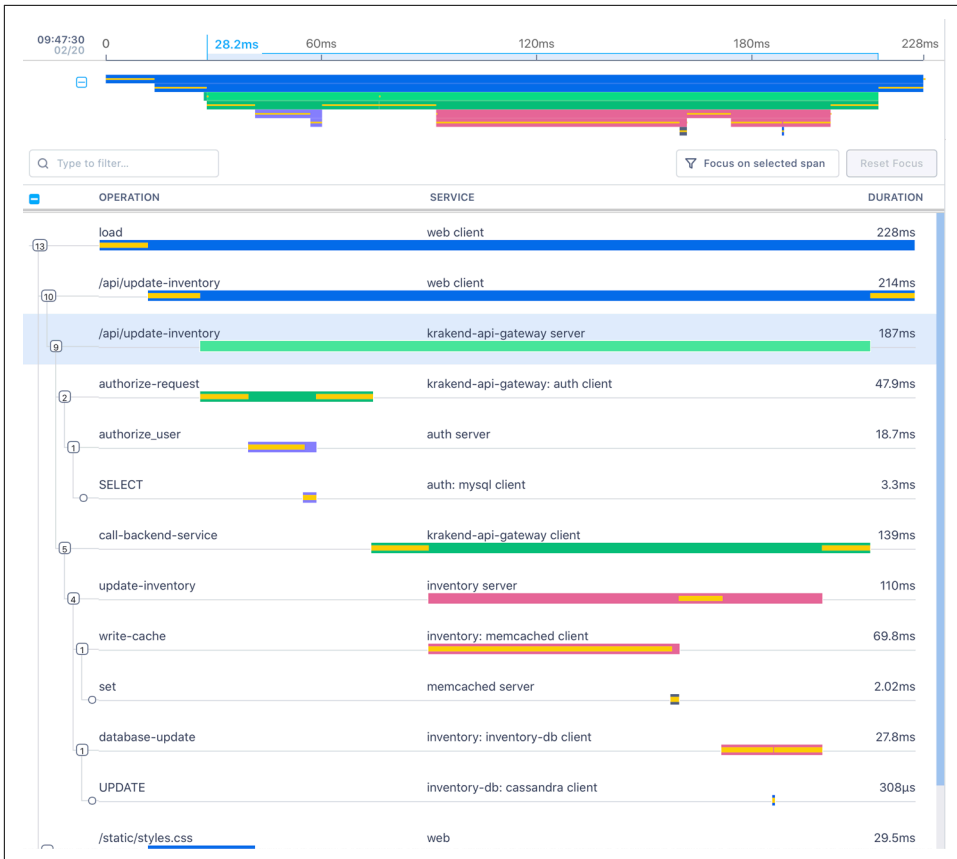 09:47:30 0 28.2ms 60ms 120ms 180ms 228ms
02/20
Type to filter... Focus on selected span Reset Focus
OPERATION SERVICE DURATION
load web client 228ms
13
/api/update-inventory web client 214ms
10
/api/update-inventory krakend-api-gateway server 187ms
9
authorize-request krakend-api-gateway: auth client 47.9ms
2
authorize_user auth server 18.7ms
1
SELECT auth: mysql client 3.3ms
call-backend-service krakend-api-gateway client 139ms
5
update-inventory inventory server 110ms
4
write-cache inventory: memcached client 69.8ms
1
set memcached server 2.02ms
database-update inventory: inventory-db client 27.8ms
1
UPDATE inventory-db: cassandra client 308µs
/static/styles.css web 29.5ms